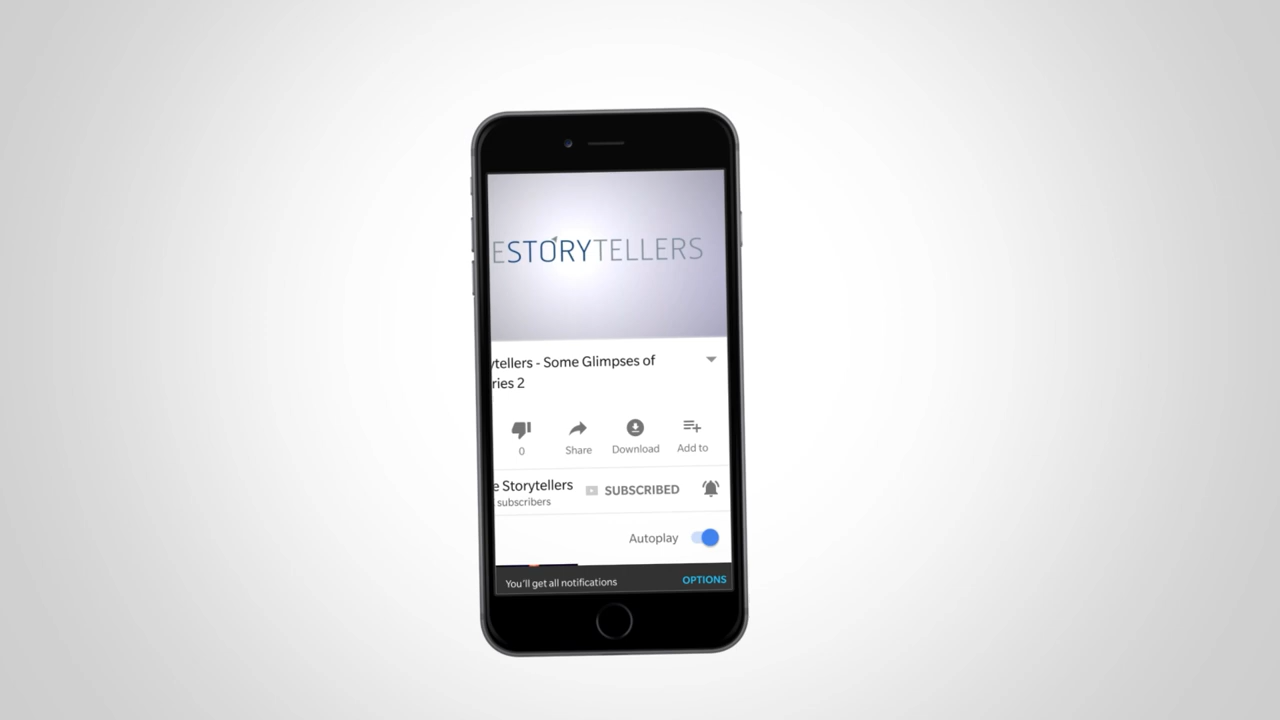 ESTORYTELLERS
ytellers - Some Glimpses of
ries 2
0
Share
Download
Add to
e Storytellers
SUBSCRIBED
subscribers
Autoplay
You'll get all notifications
OPTIONS